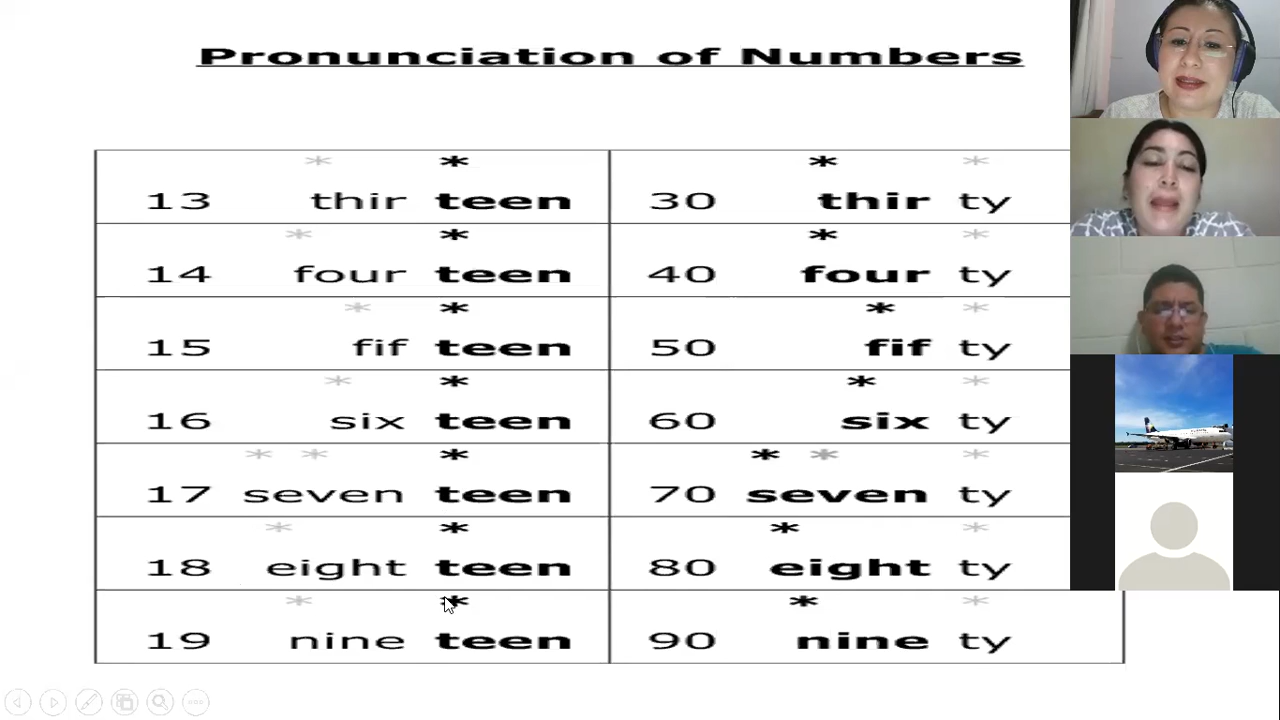 Pronunciation of Numbers
* * * *
13 thir teen 30 thir ty
* * * *
14 four teen 40 four ty
* * * *
15 fif teen 50 fif ty
* * * *
16 six teen 60 six ty
* * * * * *
17 seven teen 70 seven ty
* * * *
18 eight teen 80 eight ty
* * * *
19 nine teen 90 nine ty